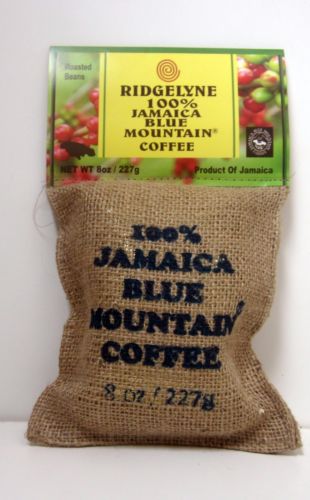 Roasted
Beans
RIDGELYNE
100%
JAMAICA
BLUE
MOUNTAIN®
COFFEE
NET WT 8oz / 227g
Product Of Jamaica
100%
JAMAICA
BLUE
MOUNTAIN®
COFFEE
8 oz / 227g